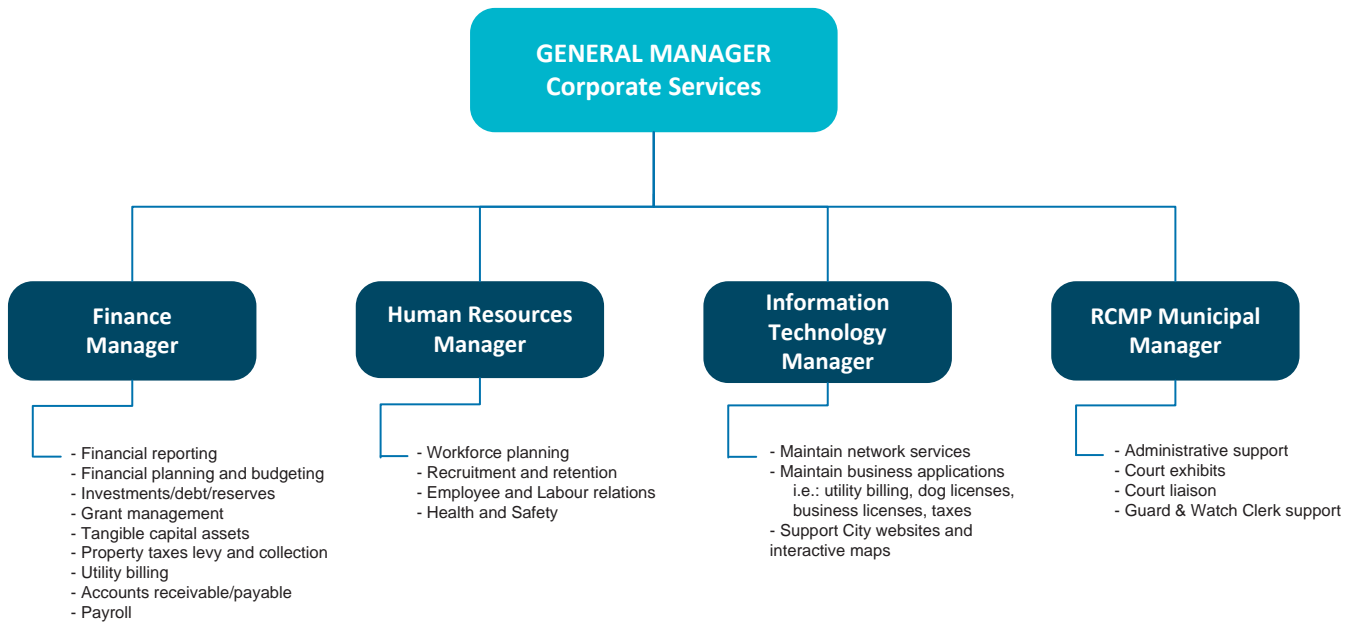 GENERAL MANAGER
Corporate Services
Finance
Manager
Human Resources
Manager
Information
Technology
Manager
RCMP Municipal
Manager
- Financial reporting
- Financial planning and budgeting
- Investments/debt/reserves
- Grant management
- Tangible capital assets
- Property taxes levy and collection
- Utility billing
- Accounts receivable/payable
- Payroll
- Workforce planning
- Recruitment and retention
- Employee and Labour relations
- Health and Safety
- Maintain network services
- Maintain business applications
i.e.: utility billing, dog licenses,
business licenses, taxes
- Support City websites and
interactive maps
- Administrative support
- Court exhibits
- Court liaison
- Guard & Watch Clerk support